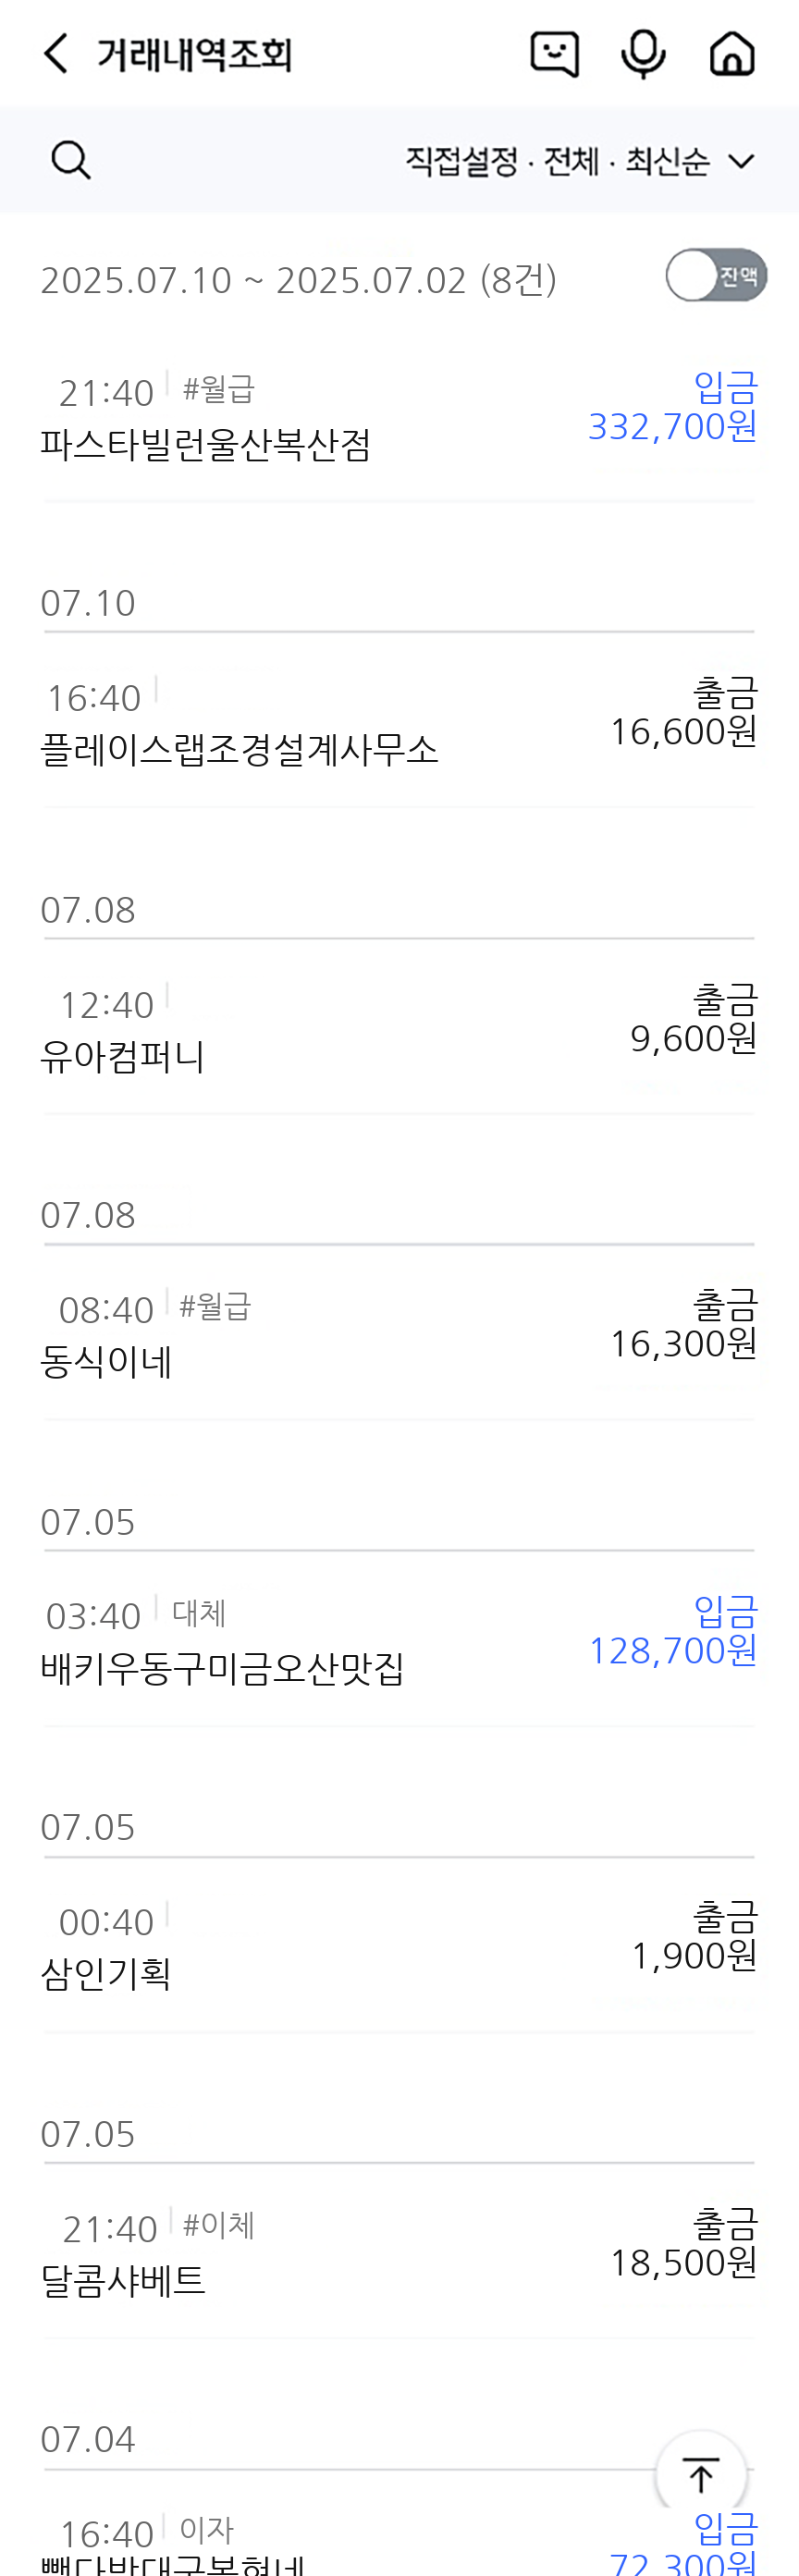 거래내역조회
직접설정 · 전체 · 최신순
2025.07.10 ~ 2025.07.02 (8건)
잔액
21:40 #월급
입금
파스타빌런울산복산점
332,700원
07.10
16:40
출금
플레이스랩조경설계사무소
16,600원
07.08
12:40
출금
유아컴퍼니
9,600원
07.08
08:40 #월급
출금
동식이네
16,300원
07.05
03:40 대체
입금
배키우동구미금오산맛집
128,700원
07.05
00:40
출금
삼인기획
1,900원
07.05
21:40 #이체
출금
달콤샤베트
18,500원
07.04
16:40 이자
입금
72,300원